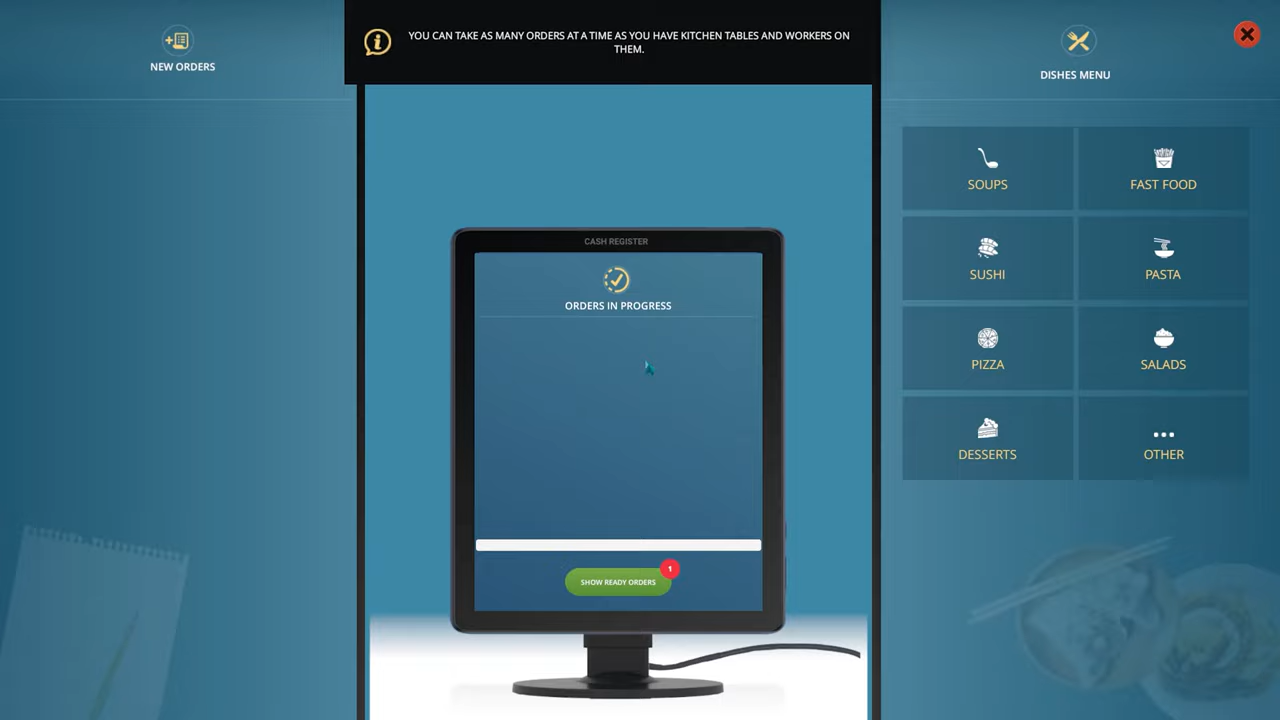 NEW ORDERS
YOU CAN TAKE AS MANY ORDERS AT A TIME AS YOU HAVE KITCHEN TABLES AND WORKERS ON
THEM.
DISHES MENU
CASH REGISTER
ORDERS IN PROGRESS
SHOW READY ORDERS
1
SOUPS
FAST FOOD
SUSHI
PASTA
PIZZA
SALADS
DESSERTS
OTHER